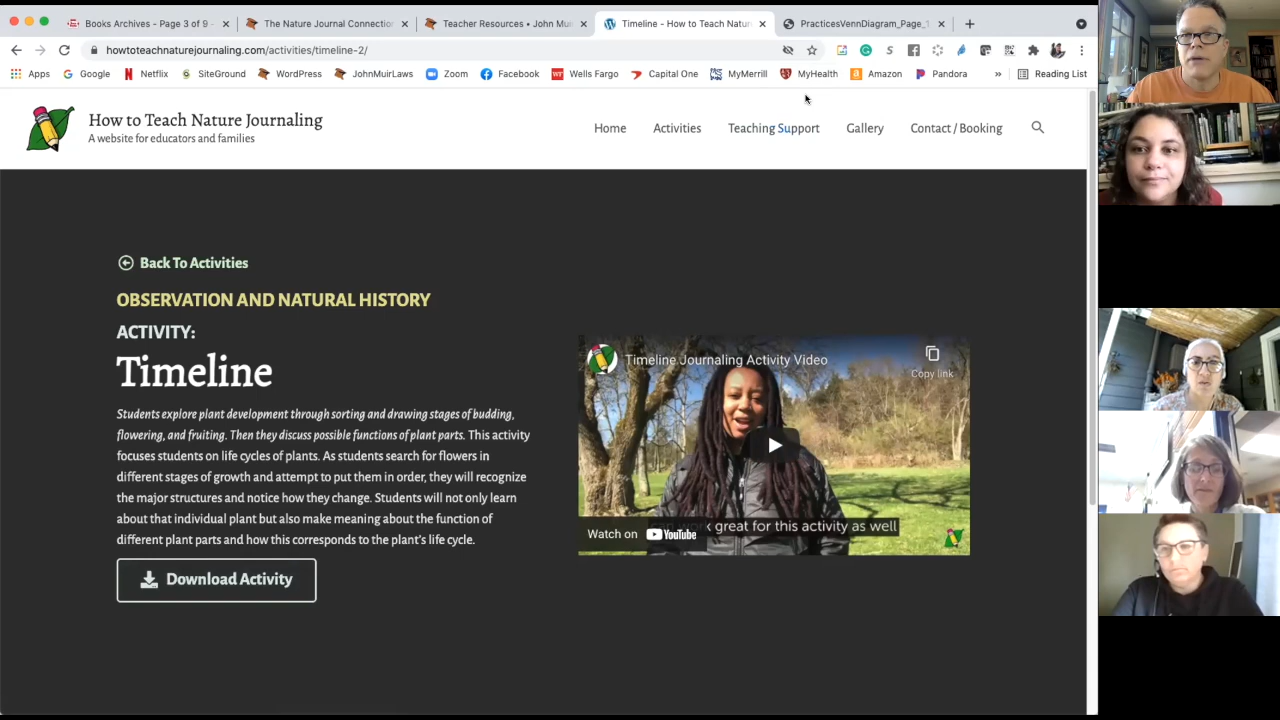 Books Archives - Page 3 of 9 -
The Nature Journal Connection
Teacher Resources • John Mui
Timeline - How to Teach Natur
PracticesVennDiagram_Page_1
howtoteachnaturejournaling.com/activities/timeline-2/
Apps Google Netflix SiteGround WordPress JohnMuirLaws Zoom Facebook Wells Fargo Capital One MyMerrill MyHealth Amazon Pandora » Reading List
How to Teach Nature Journaling
A website for educators and families
Home Activities Teaching Support Gallery Contact / Booking
Back To Activities
OBSERVATION AND NATURAL HISTORY
ACTIVITY:
Timeline
Students explore plant development through sorting and drawing stages of budding,
flowering, and fruiting. Then they discuss possible functions of plant parts. This activity
focuses students on life cycles of plants. As students search for flowers in
different stages of growth and attempt to put them in order, they will recognize
the major structures and notice how they change. Students will not only learn
about that individual plant but also make meaning about the function of
different plant parts and how this corresponds to the plant's life cycle.
Download Activity
Timeline Journaling Activity Video
Copy link
great for this activity as well
Watch on YouTube